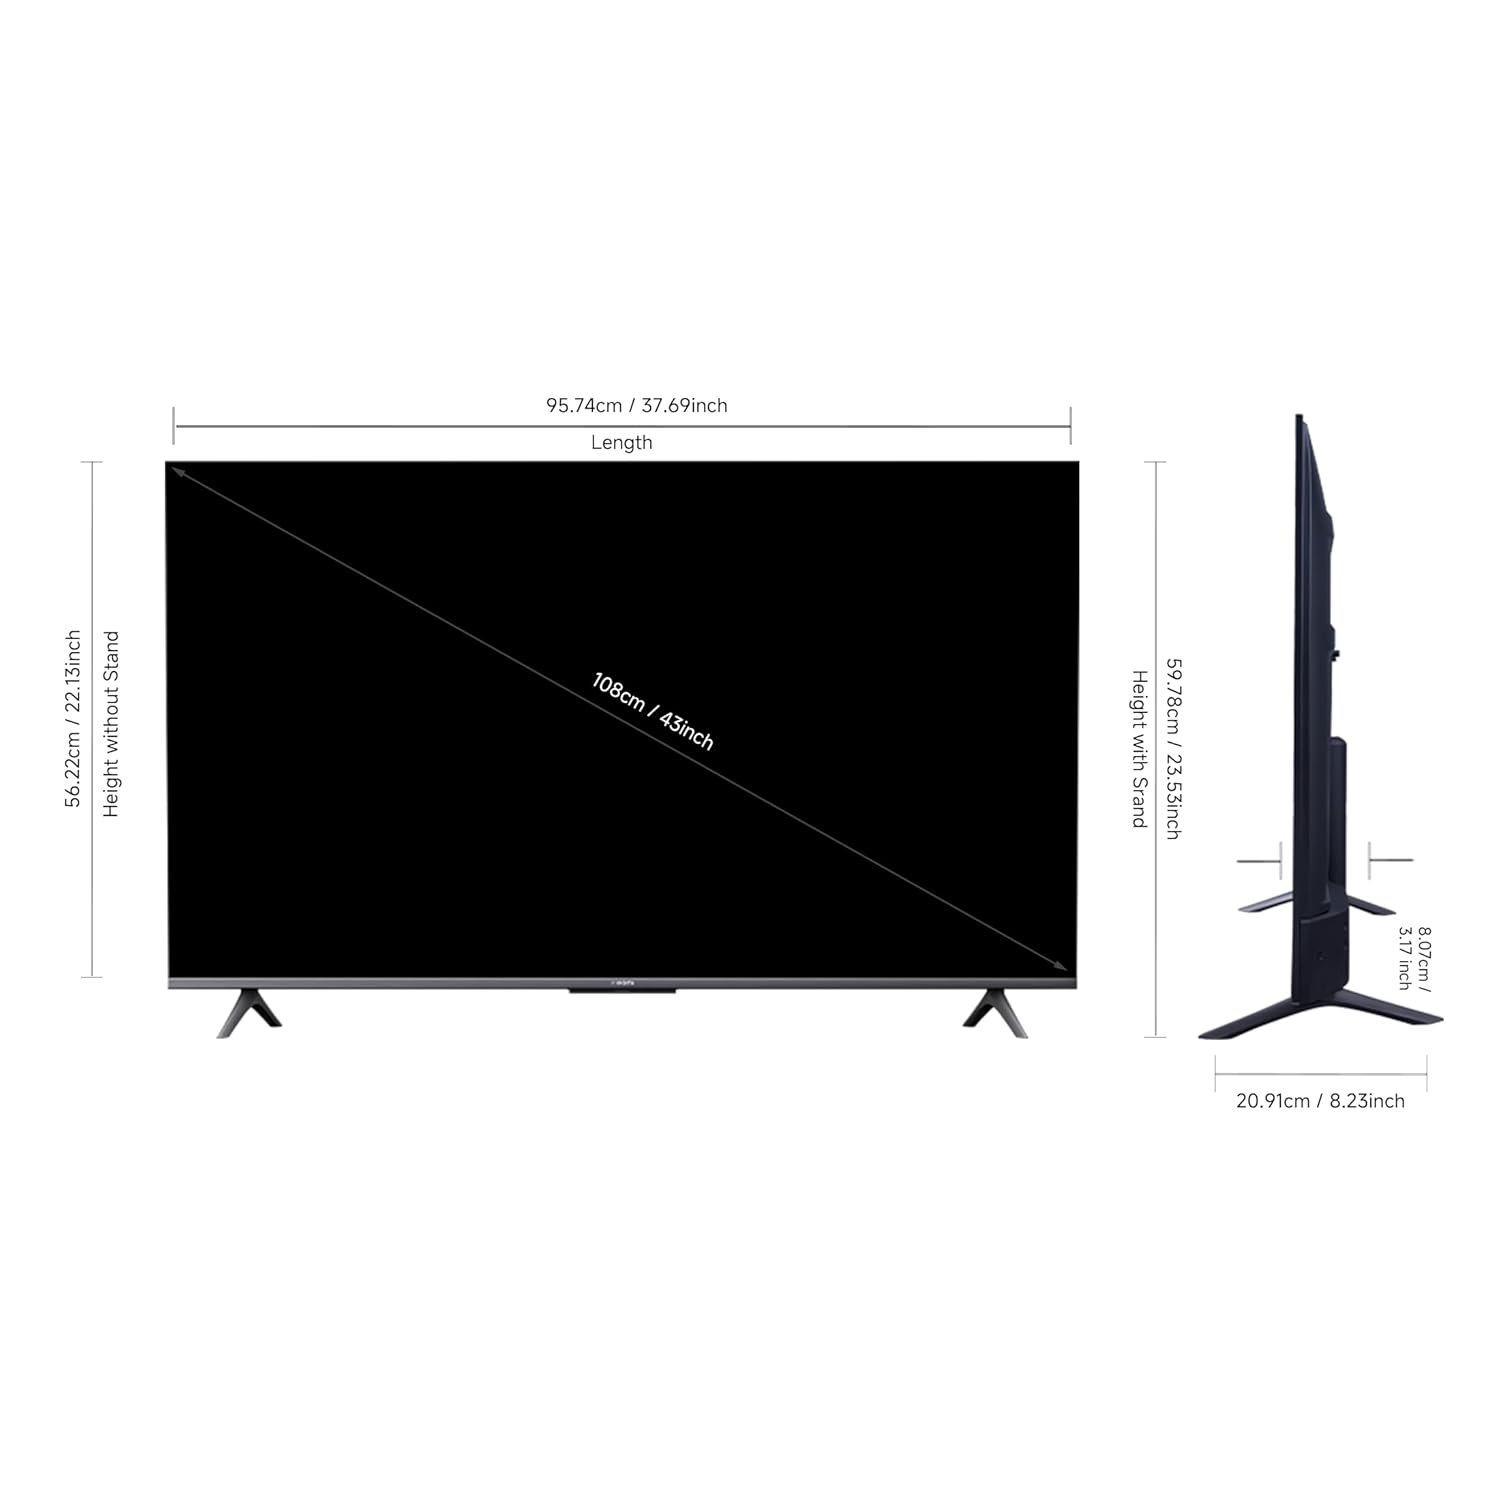 95.74cm / 37.69inch
Length
56.22cm / 22.13inch
Height without Stand
108cm / 43inch
Height with Srand
59.78cm / 23.53inch
8.07cm /
3.17 inch
20.91cm / 8.23inch